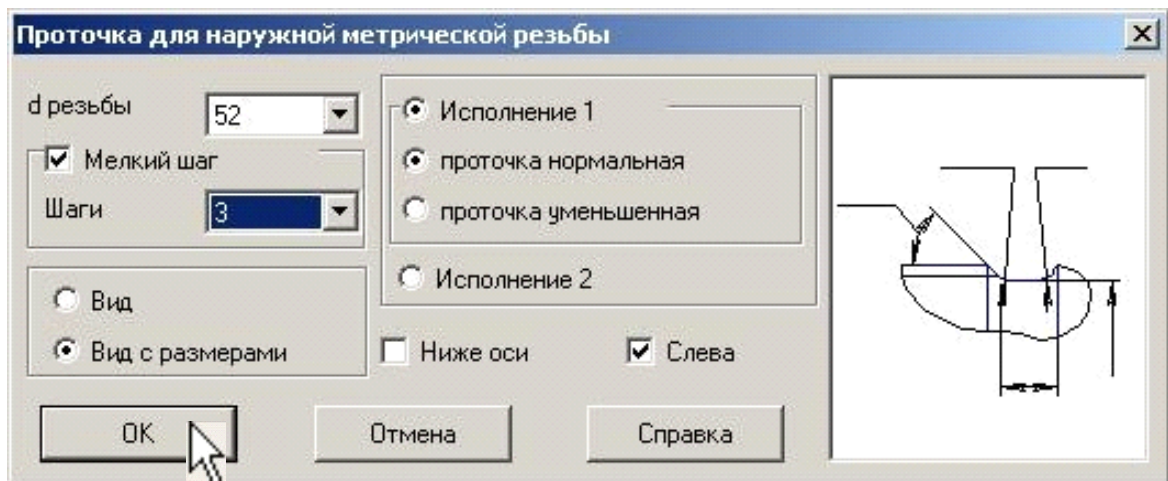 Проточка для наружной метрической резьбы
d резьбы
52
Мелкий шаг
Шаги
3
Вид
Вид с размерами
Исполнение 1
проточка нормальная
проточка уменьшенная
Исполнение 2
Ниже оси
Слева
OK
Отмена
Справка